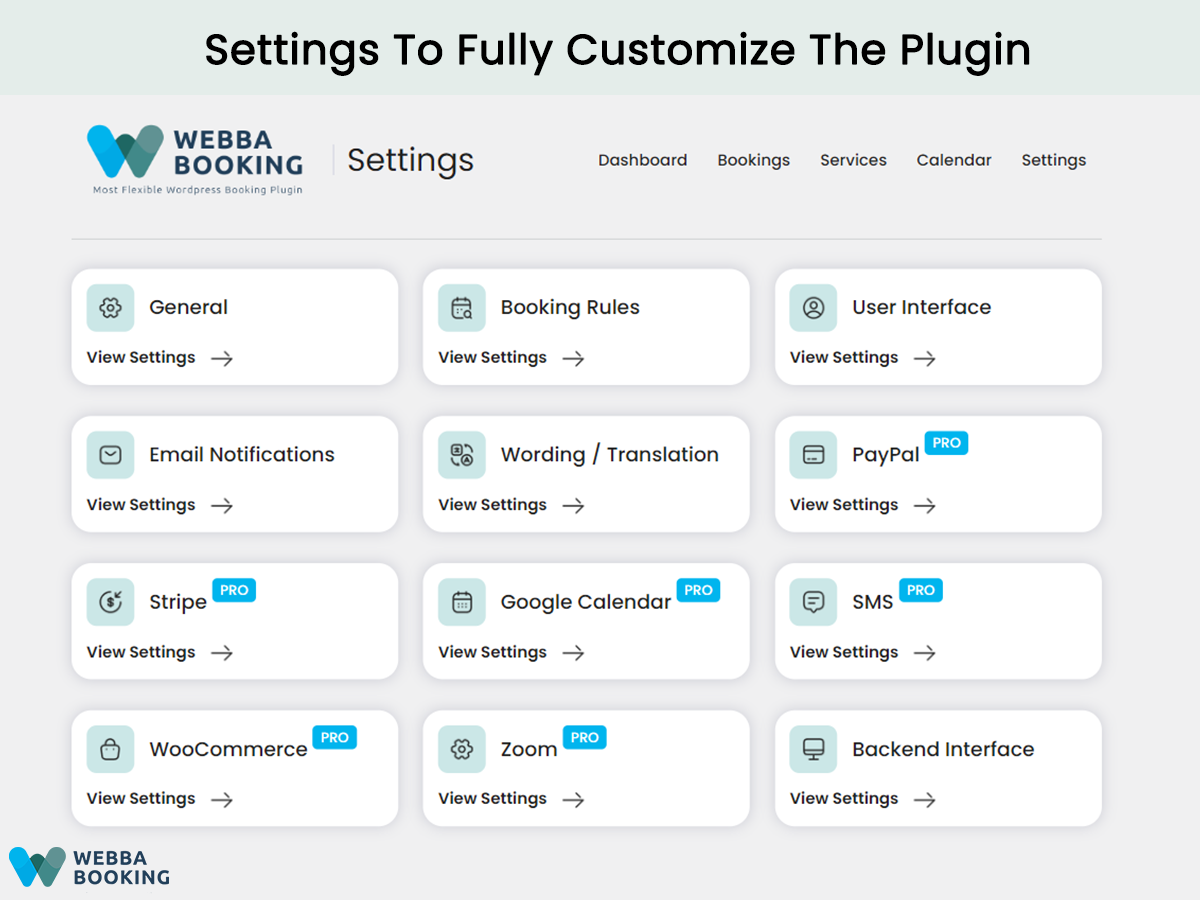 Settings To Fully Customize The Plugin
WEBBA
BOOKING
Most Flexible Wordpress Booking Plugin
Settings
Dashboard Bookings Services Calendar Settings
General
View Settings
Booking Rules
View Settings
User Interface
View Settings
Email Notifications
View Settings
Wording / Translation
View Settings
PayPal PRO
View Settings
Stripe PRO
View Settings
Google Calendar PRO
View Settings
SMS PRO
View Settings
WooCommerce PRO
View Settings
Zoom PRO
View Settings
Backend Interface
View Settings
WEBBA
BOOKING